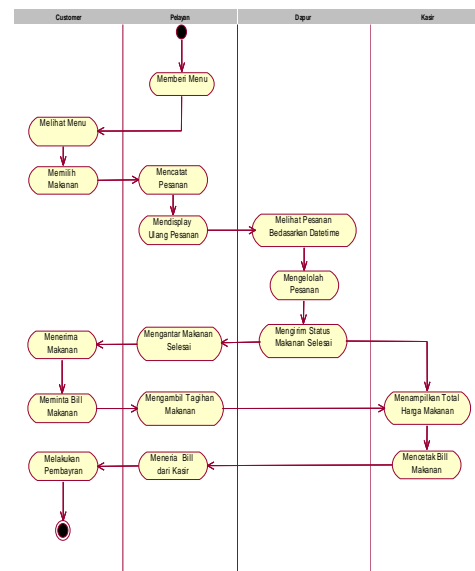 Customer
Pelayan
Dapur
Kasir
Memberi Menu
Melihat Menu
Memilih
Makanan
Mencatat
Pesanan
Mendisplay
Ulang Pesanan
Melihat Pesanan
Bedasarkan Datetime
Mengelolah
Pesanan
Mengirim Status
Makanan Selesai
Mengantar Makanan
Selesai
Menerima
Makanan
Meminta Bill
Makanan
Mengambil Tagihan
Makanan
Menampilkan Total
Harga Makanan
Mencetak Bill
Makanan
Meneria Bill
dari Kasir
Melakukan
Pembayran